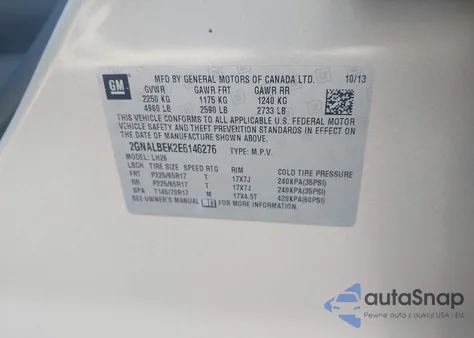 GM
MFD BY GENERAL MOTORS OF CANADA LTD. 10/13
GVWR GAWR FRT GAWR RR
2250 KG 1175 KG 1240 KG
4960 LB 2590 LB 2733 LB
THIS VEHICLE CONFORMS TO ALL APPLICABLE U.S. FEDERAL MOTOR
VEHICLE SAFETY, BUMPER, AND THEFT PREVENTION STANDARDS IN
EFFECT ON THE DATE OF MANUFACTURE SHOWN ABOVE.
2GNALBEK2E6146276 TYPE: M.P.V.
MODEL: LH26
LBCH TIRE SIZE SPEED RTG RIM COLD TIRE PRESSURE
FRT P225/65R17 T 17X7J 240KPA(35PSI)
RR P225/65R17 T 17X7J 240KPA(35PSI)
SPA T145/70R17 M 17X4.5T 420KPA(60PSI)
SEE OWNER'S MANUAL FOR MORE INFORMATION.
autoSnap
Pewne auto z aukcji USA i EU